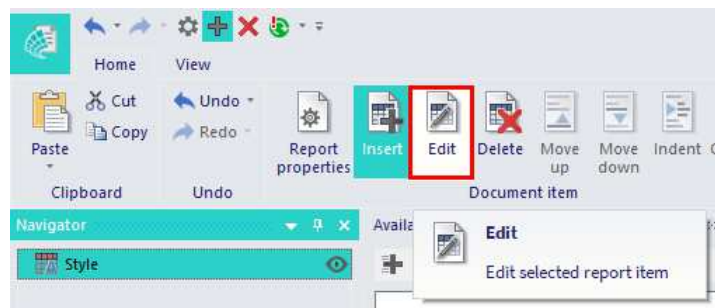 Home View
Cut
Copy
Paste
Undo
Redo
Report
properties
Insert
Edit
Delete
Move
up
Move
down
Indent
Clipboard Undo Document item
Navigator
Style
Edit
Edit selected report item